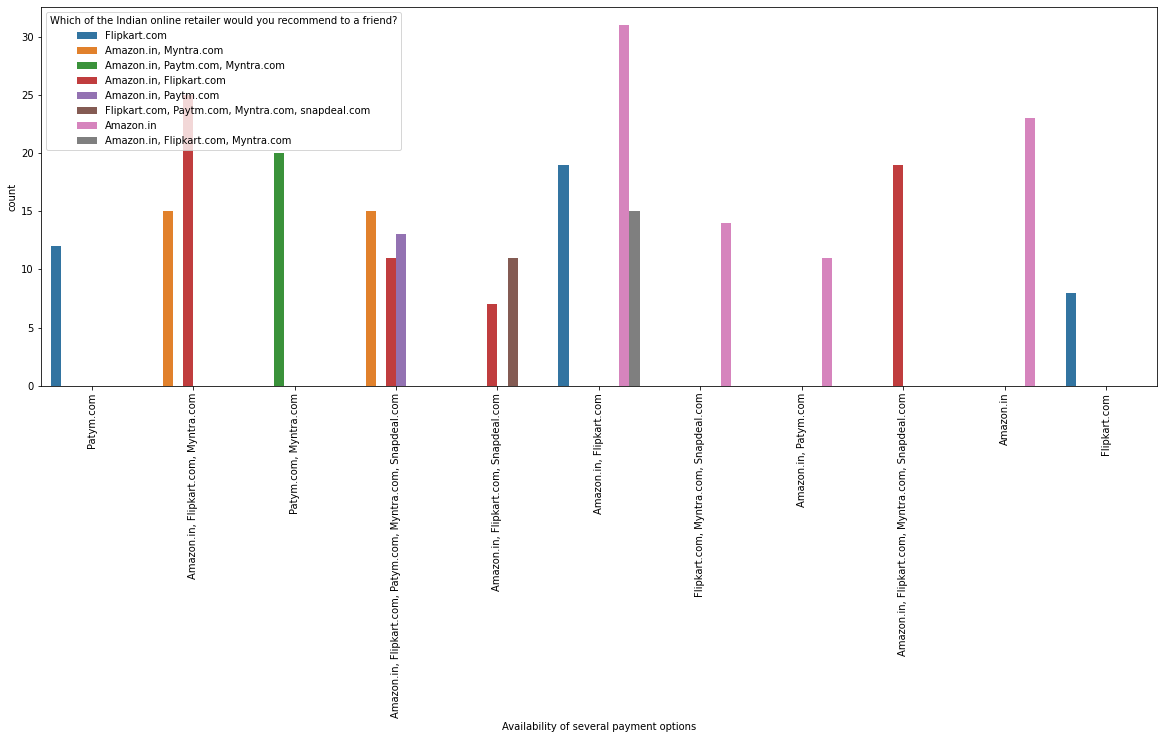 Which of the Indian online retailer would you recommend to a friend?
Flipkart.com
Amazon.in, Myntra.com
Amazon.in, Paytm.com, Myntra.com
Amazon.in, Flipkart.com
Amazon.in, Paytm.com
Flipkart.com, Paytm.com, Myntra.com, snapdeal.com
Amazon.in
Amazon.in, Flipkart.com, Myntra.com
30
25
20
15
10
5
0
count
Patym.com
Amazon.in, Flipkart.com, Myntra.com
Patym.com, Myntra.com
Amazon.in, Flipkart.com, Patym.com, Myntra.com, Snapdeal.com
Amazon.in, Flipkart.com, Snapdeal.com
Amazon.in, Flipkart.com
Flipkart.com, Myntra.com, Snapdeal.com
Amazon.in, Patym.com
Amazon.in, Flipkart.com, Myntra.com, Snapdeal.com
Amazon.in
Flipkart.com
Availability of several payment options